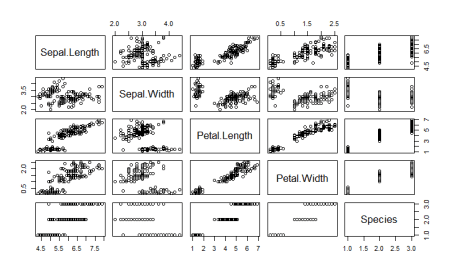 2.0 3.0 4.0
0.5 1.5 2.5
Sepal.Length
4.5 6.5
2.0 3.5
Sepal.Width
Petal.Length
1 3 5 7
0.5 2.0
Petal.Width
Species
1.0 2.0 3.0
4.5 5.5 6.5 7.5
1 2 3 4 5 6 7
1.0 1.5 2.0 2.5 3.0